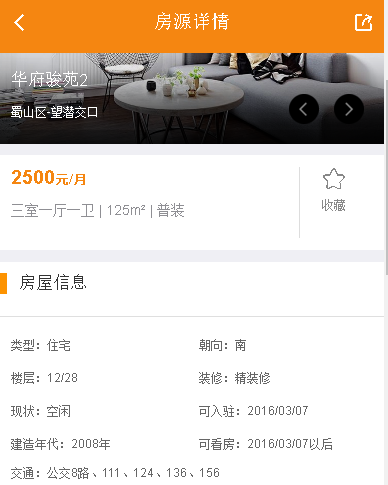 房源详情
华府骏苑2
蜀山区-望潜交口
2500元/月
三室一厅一卫 | 125m² | 普装
收藏
房屋信息
类型：住宅 朝向：南
楼层：12/28 装修：精装修
现状：空闲 可入驻：2016/03/07
建造年代：2008年 可看房：2016/03/07以后
交通：公交8路、111、124、136、156